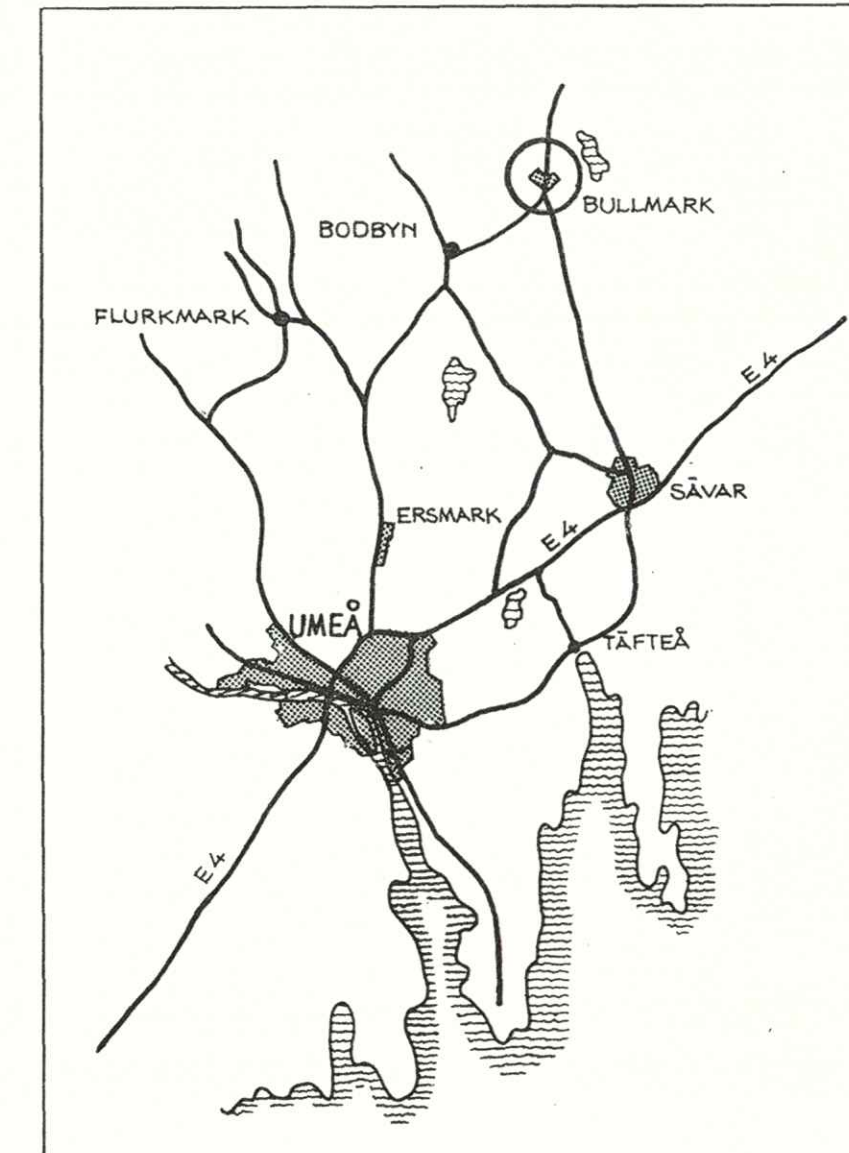 BULLMARK
BODBYN
FLURKMARK
E4
SÄVAR
ERSMARK
E4
UMEÅ
TÄFTEÅ
E4